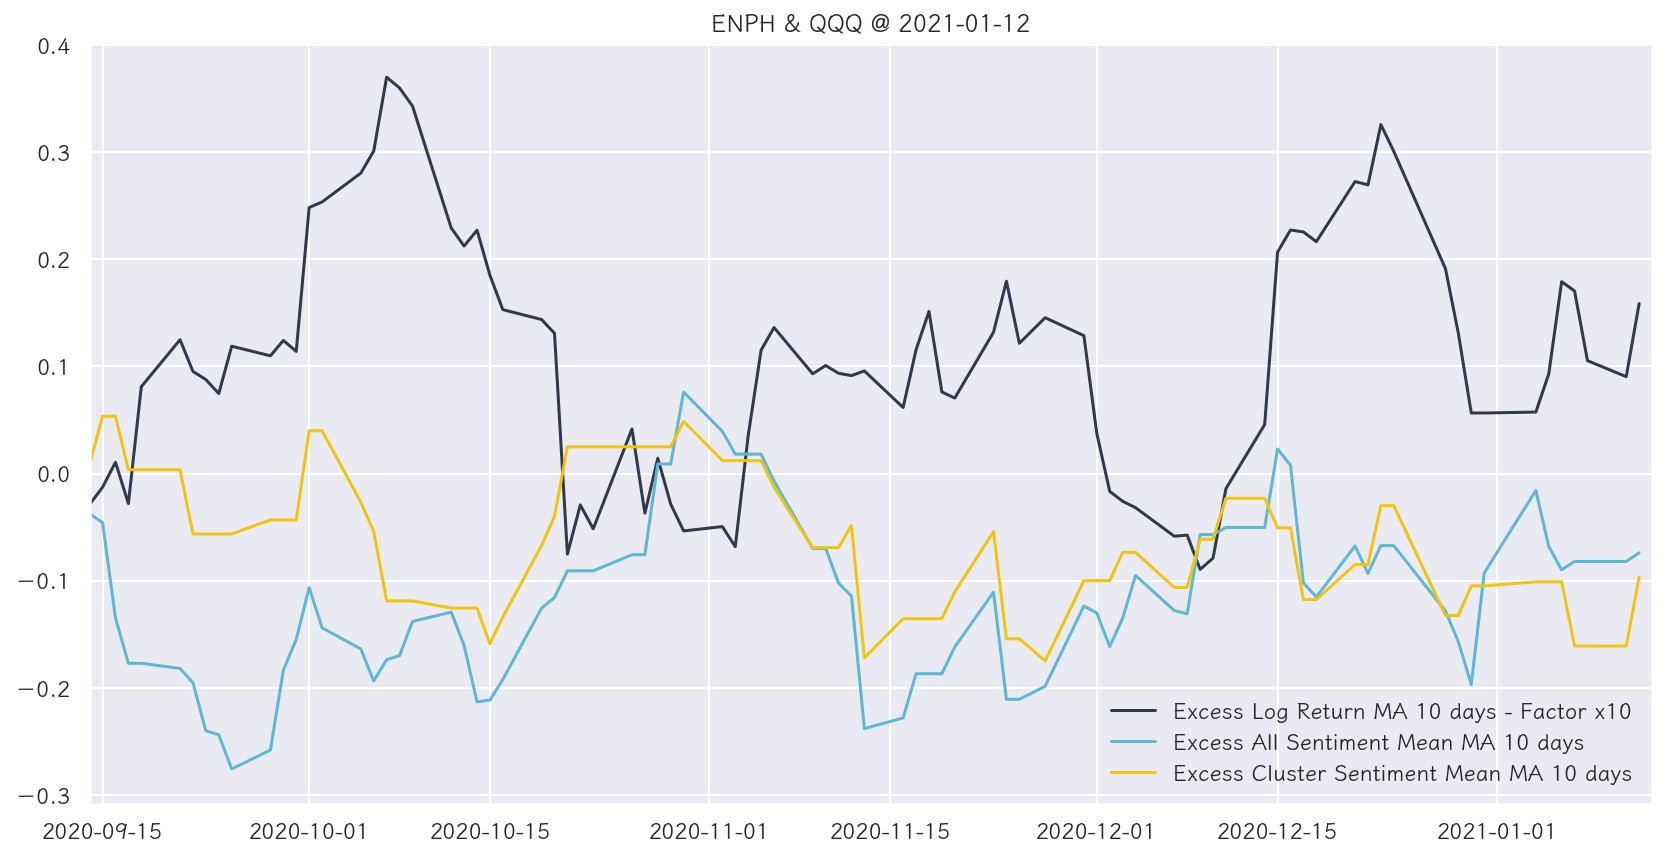 ENPH & QQQ @ 2021-01-12
0.4
0.3
0.2
0.1
0.0
−0.1
−0.2
−0.3
Excess Log Return MA 10 days - Factor x10
Excess All Sentiment Mean MA 10 days
Excess Cluster Sentiment Mean MA 10 days
2020-09-15 2020-10-01 2020-10-15 2020-11-01 2020-11-15 2020-12-01 2020-12-15 2021-01-01